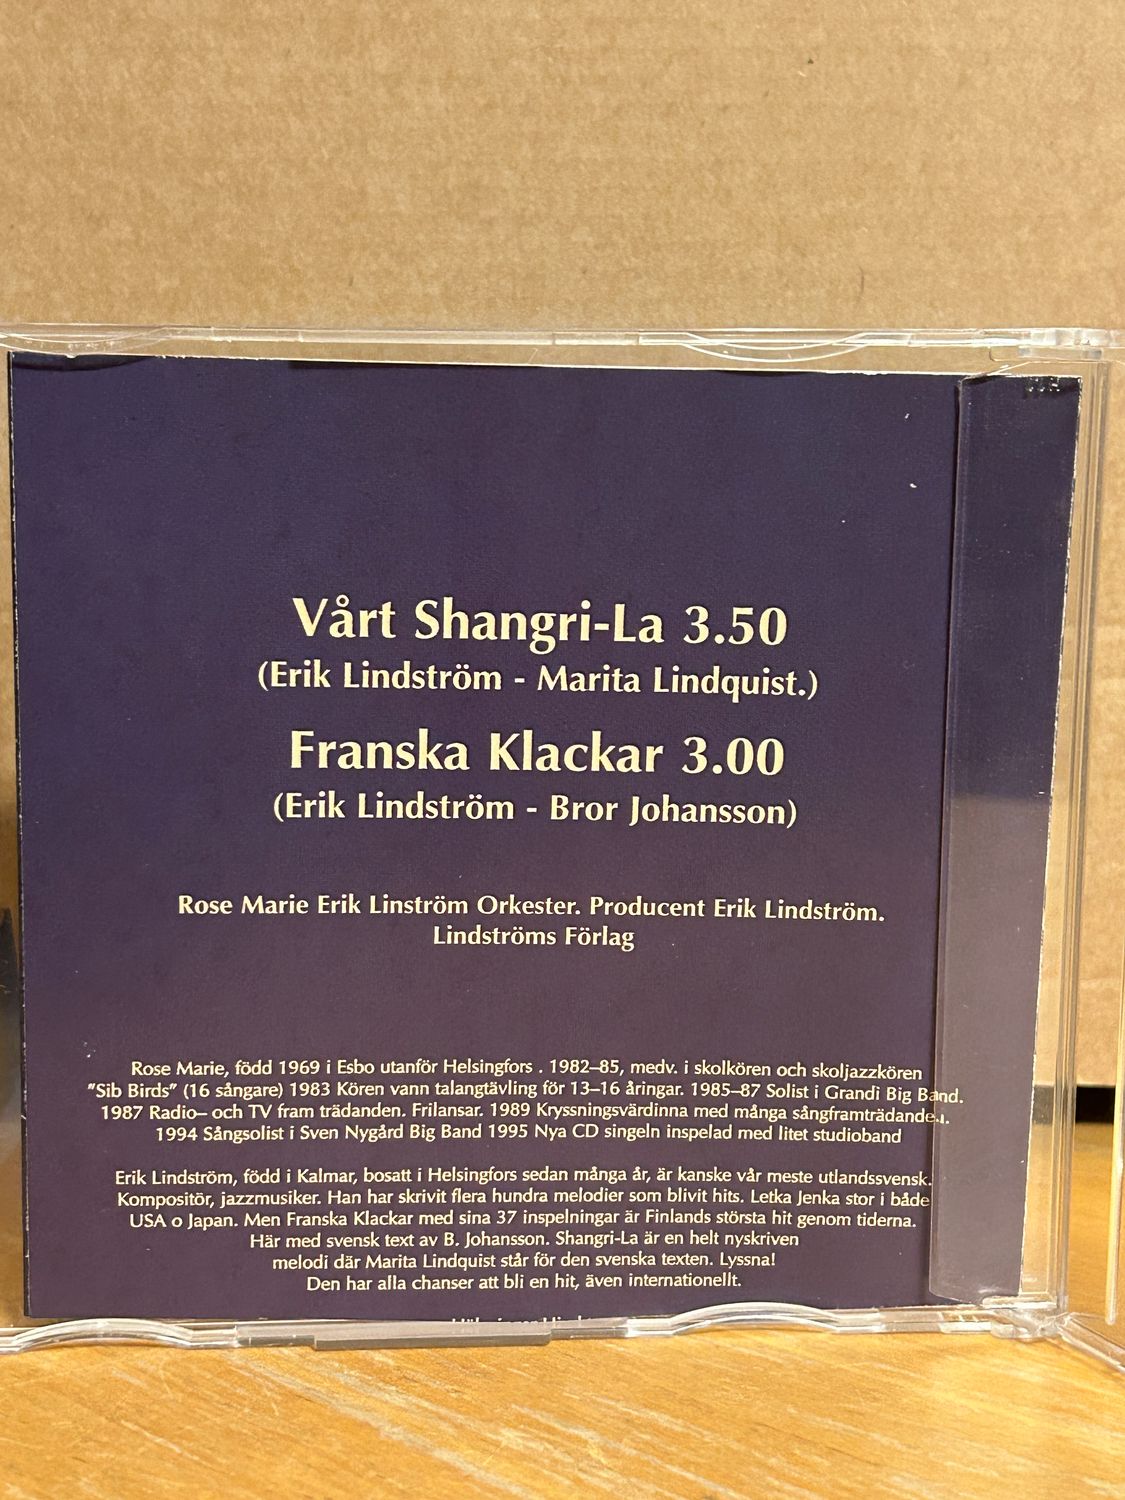 Vårt Shangri-La 3.50
(Erik Lindström - Marita Lindquist.)
Franska Klackar 3.00
(Erik Lindström - Bror Johansson)
Rose Marie Erik Linström Orkester. Producent Erik Lindström.
Lindströms Förlag
Rose Marie, född 1969 i Esbo utanför Helsingfors . 1982–85, medv. i skolkören och skoljazzkören
"Sib Birds" (16 sångare) 1983 Kören vann talangtävling för 13–16 åringar. 1985–87 Solist i Grandi Big Band.
1987 Radio– och TV fram trädanden. Frilansar. 1989 Kryssningsvärdinna med många sångframträdanden.
1994 Sångsolist i Sven Nygård Big Band 1995 Nya CD singeln inspelad med litet studioband
Erik Lindström, född i Kalmar, bosatt i Helsingfors sedan många år, är kanske vår meste utlandssvensk.
Kompositör, jazzmusiker. Han har skrivit flera hundra melodier som blivit hits. Letka Jenka stor i både
USA o Japan. Men Franska Klackar med sina 37 inspelningar är Finlands största hit genom tiderna.
Här med svensk text av B. Johansson. Shangri-La är en helt nyskriven
melodi där Marita Lindquist står för den svenska texten. Lyssna!
Den har alla chanser att bli en hit, även internationellt.